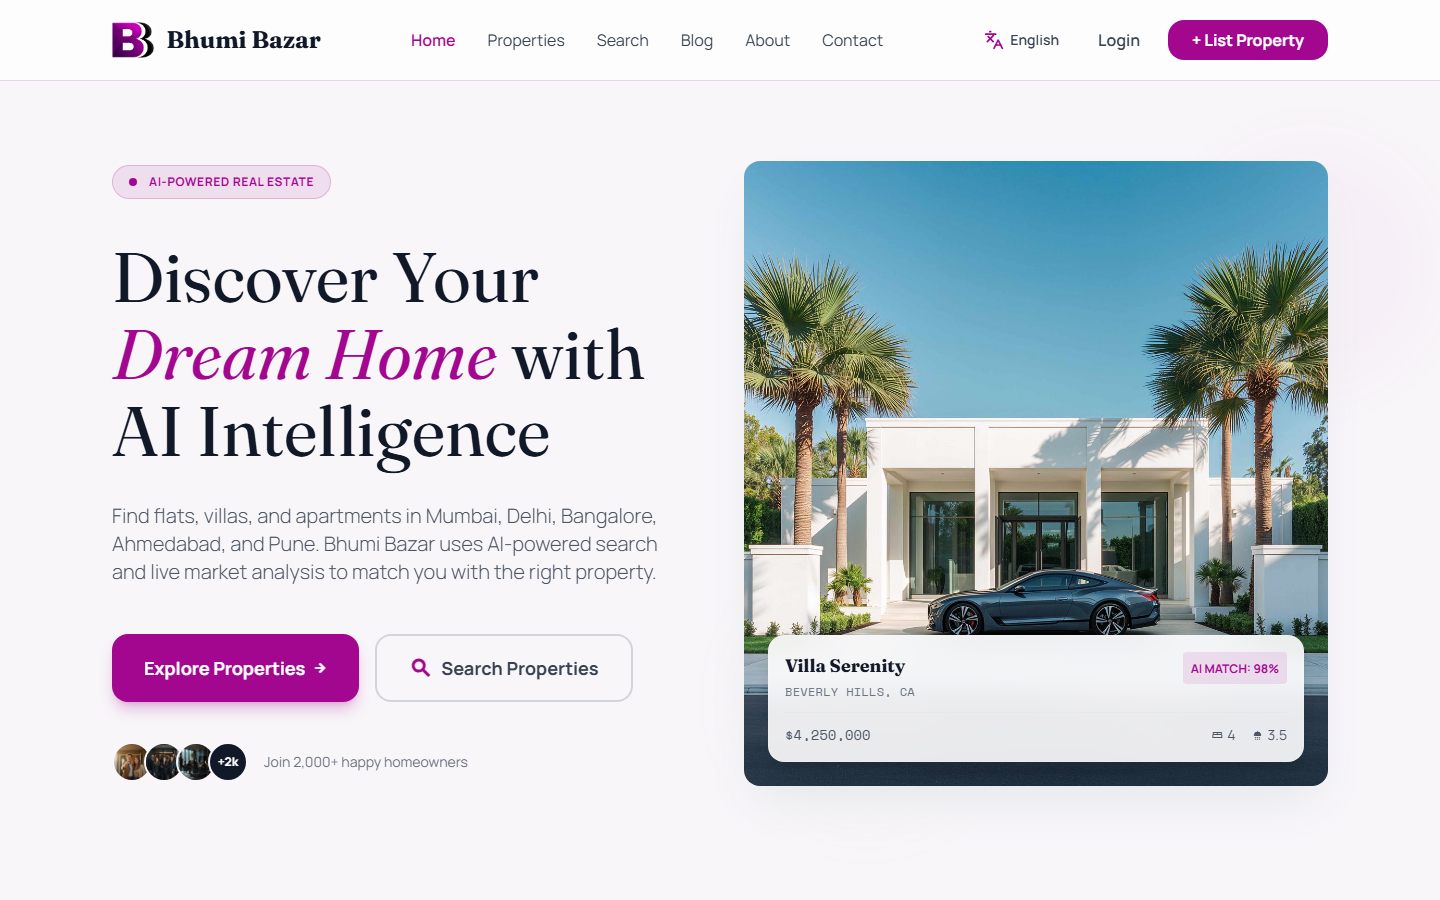 Bhumi Bazar
Home
Properties
Search
Blog
About
Contact
English
Login
+ List Property
AI-POWERED REAL ESTATE
Discover Your
Dream Home with
AI Intelligence
Find flats, villas, and apartments in Mumbai, Delhi, Bangalore,
Ahmedabad, and Pune. Bhumi Bazar uses AI-powered search
and live market analysis to match you with the right property.
Explore Properties →
Search Properties
+2k
Join 2,000+ happy homeowners
Villa Serenity
AI MATCH: 98%
BEVERLY HILLS, CA
$4,250,000
4
3.5